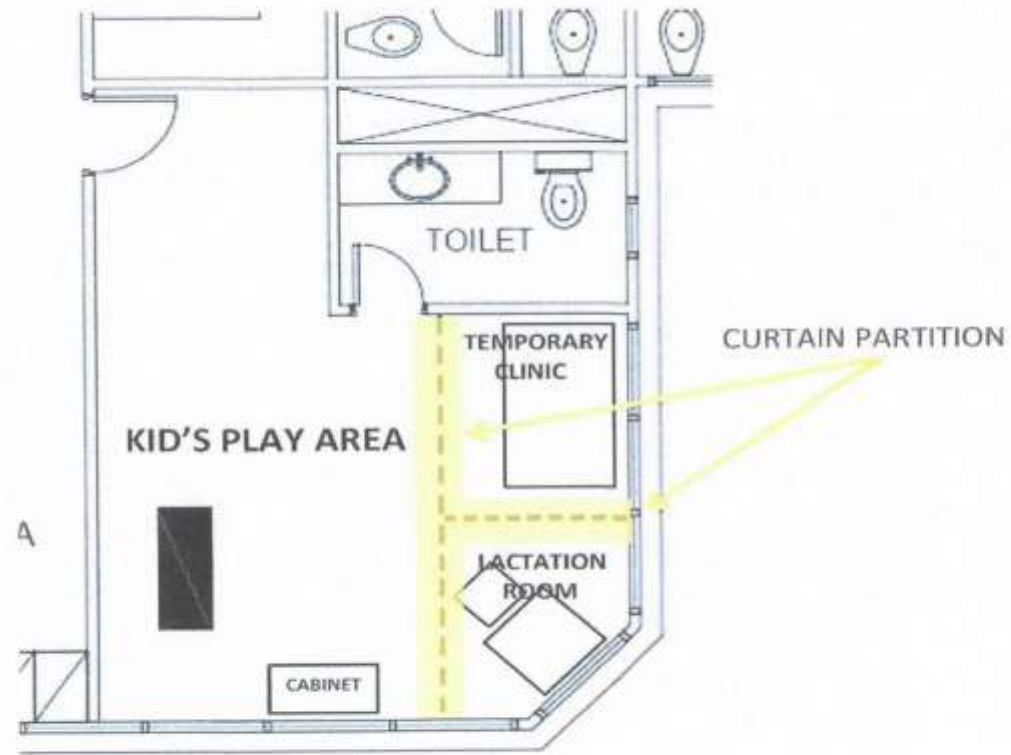 TOILET
TEMPORARY
CLINIC
CURTAIN PARTITION
KID'S PLAY AREA
A
LACTATION
ROOM
CABINET